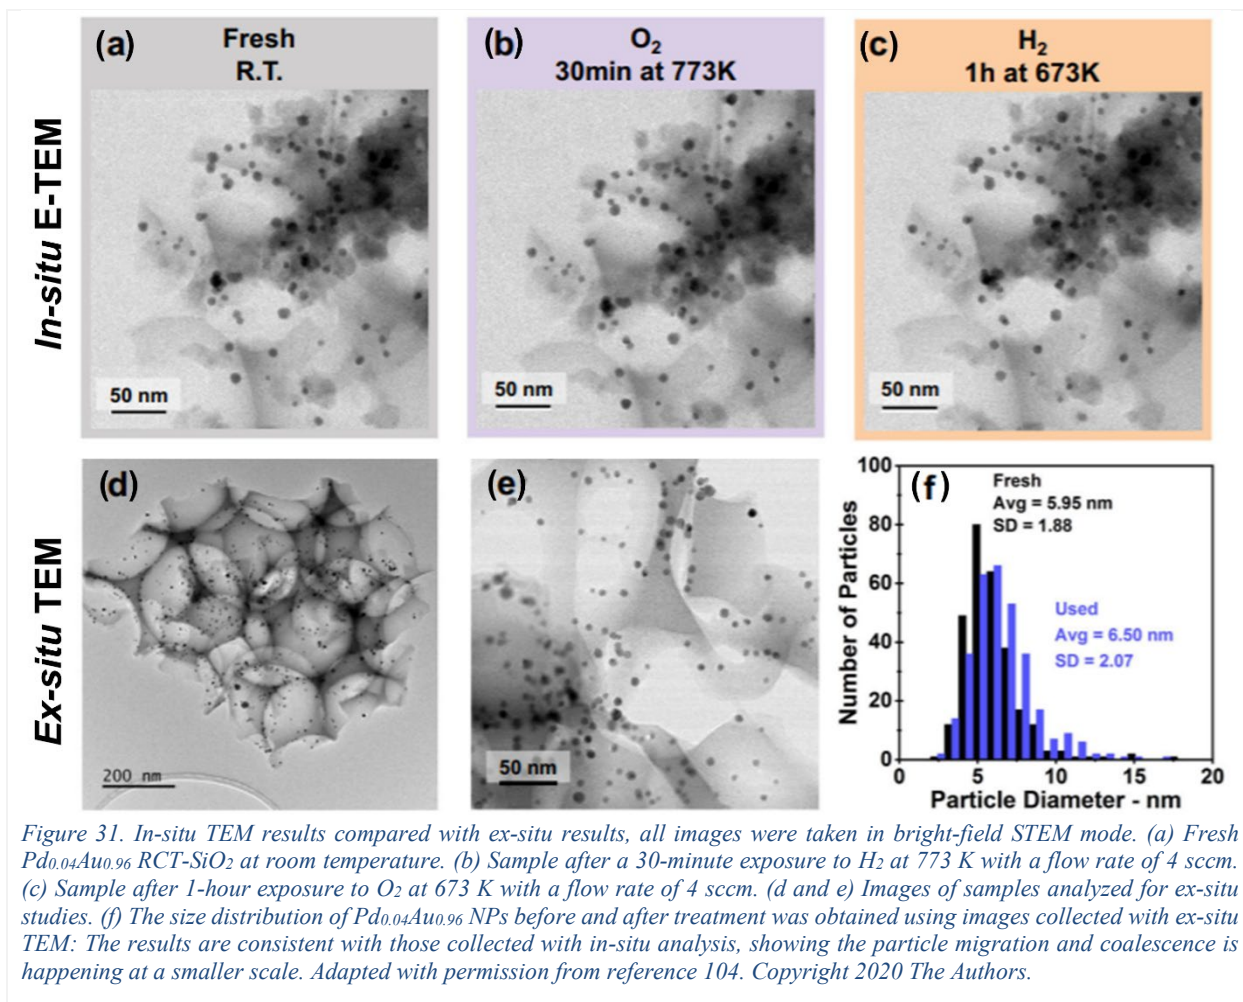 (a) Fresh
R.T.
(b) O₂
30min at 773K
(c) H₂
1h at 673K
In-situ E-TEM
50 nm
50 nm
50 nm
Ex-situ TEM
(d)
200 nm
(e)
50 nm
(f)
Fresh
Avg = 5.95 nm
SD = 1.88
Used
Avg = 6.50 nm
SD = 2.07
Number of Particles
100
80
60
40
20
0
0 5 10 15 20
Particle Diameter - nm
Figure 31. In-situ TEM results compared with ex-situ results, all images were taken in bright-field STEM mode. (a) Fresh
Pd₀.₀₄Au₀.₉₆ RCT-SiO₂ at room temperature. (b) Sample after a 30-minute exposure to H₂ at 773 K with a flow rate of 4 sccm.
(c) Sample after 1-hour exposure to O₂ at 673 K with a flow rate of 4 sccm. (d and e) Images of samples analyzed for ex-situ
studies. (f) The size distribution of Pd₀.₀₄Au₀.₉₆ NPs before and after treatment was obtained using images collected with ex-situ
TEM: The results are consistent with those collected with in-situ analysis, showing the particle migration and coalescence is
happening at a smaller scale. Adapted with permission from reference 104. Copyright 2020 The Authors.